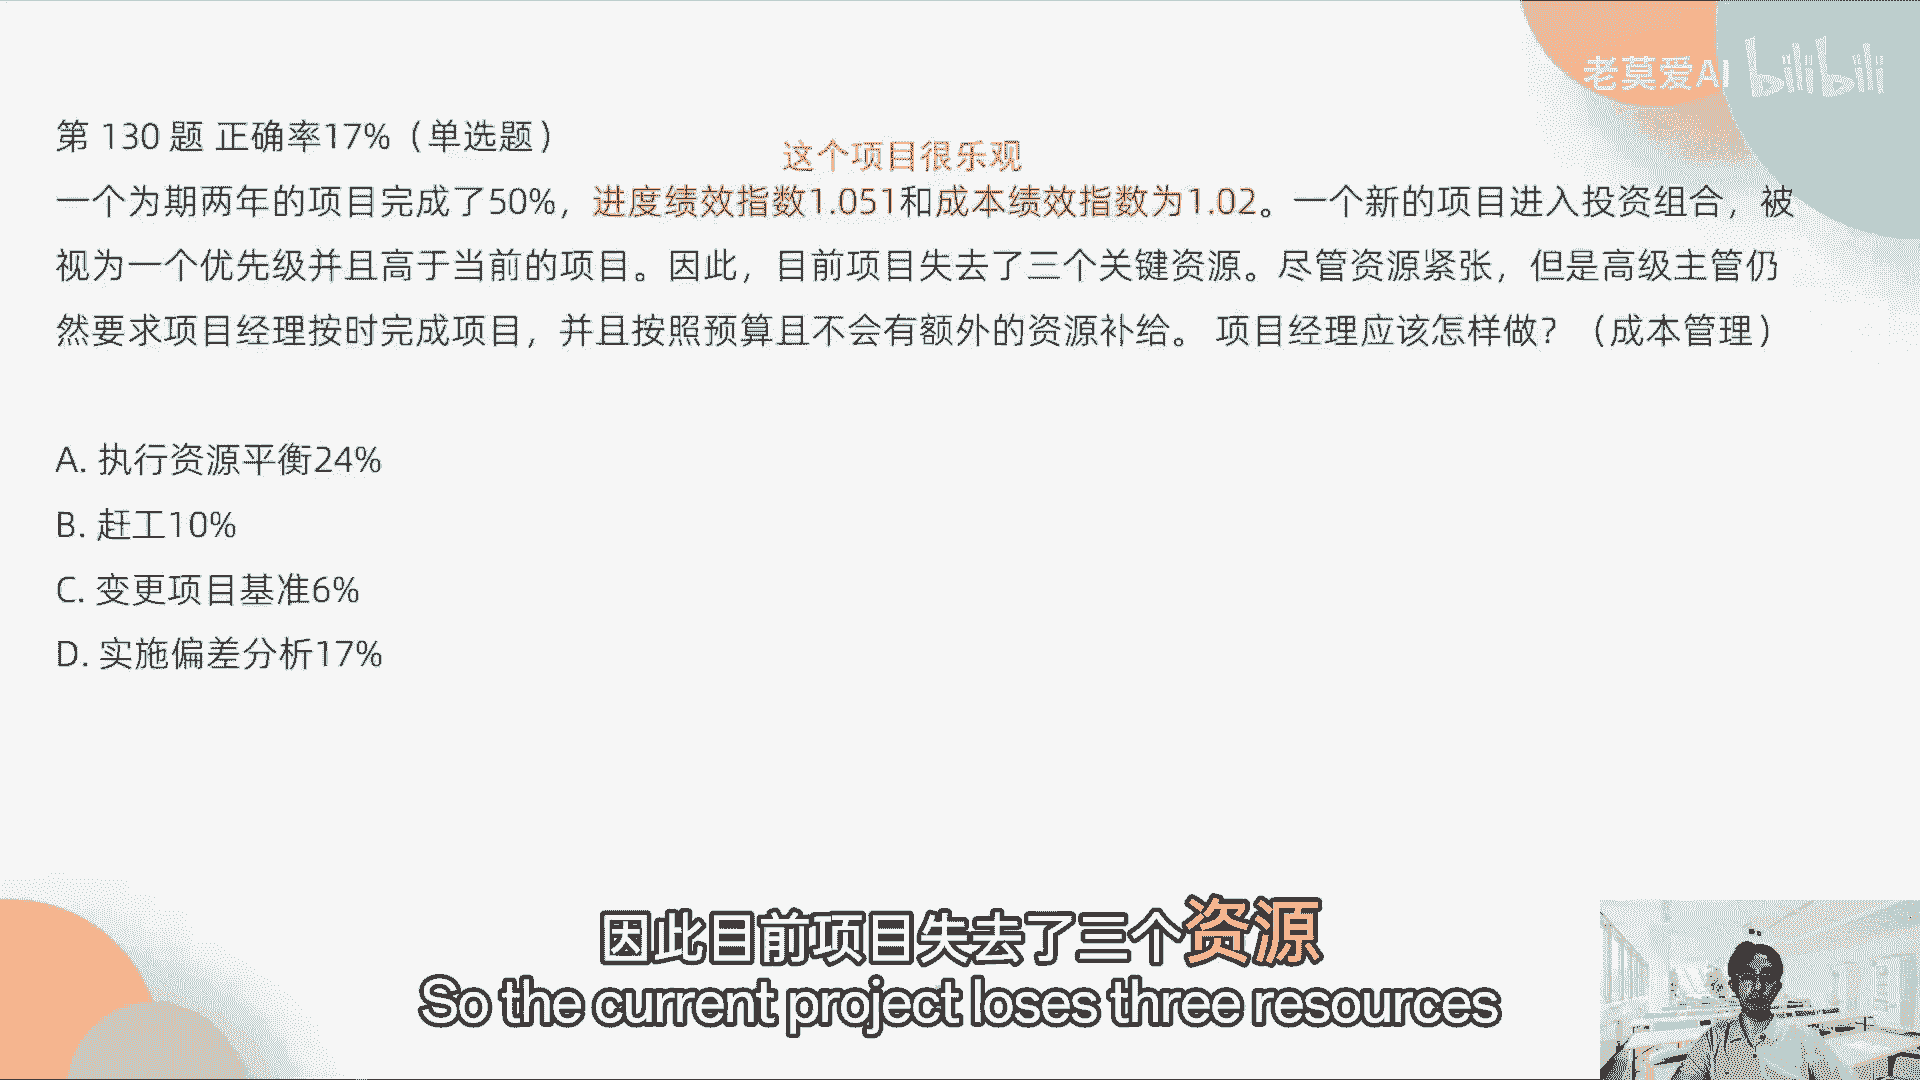 老莫爱AI bilibili
第 130 题 正确率17%（单选题）
这个项目很乐观
一个为期两年的项目完成了50%，进度绩效指数1.051和成本绩效指数为1.02。一个新的项目进入投资组合，被
视为一个优先级并且高于当前的项目。因此，目前项目失去了三个关键资源。尽管资源紧张，但是高级主管仍
然要求项目经理按时完成项目，并且按照预算且不会有额外的资源补给。 项目经理应该怎样做？（成本管理）
A. 执行资源平衡24%
B. 赶工10%
C. 变更项目基准6%
D. 实施偏差分析17%
因此目前项目失去了三个资源
So the current project loses three resources